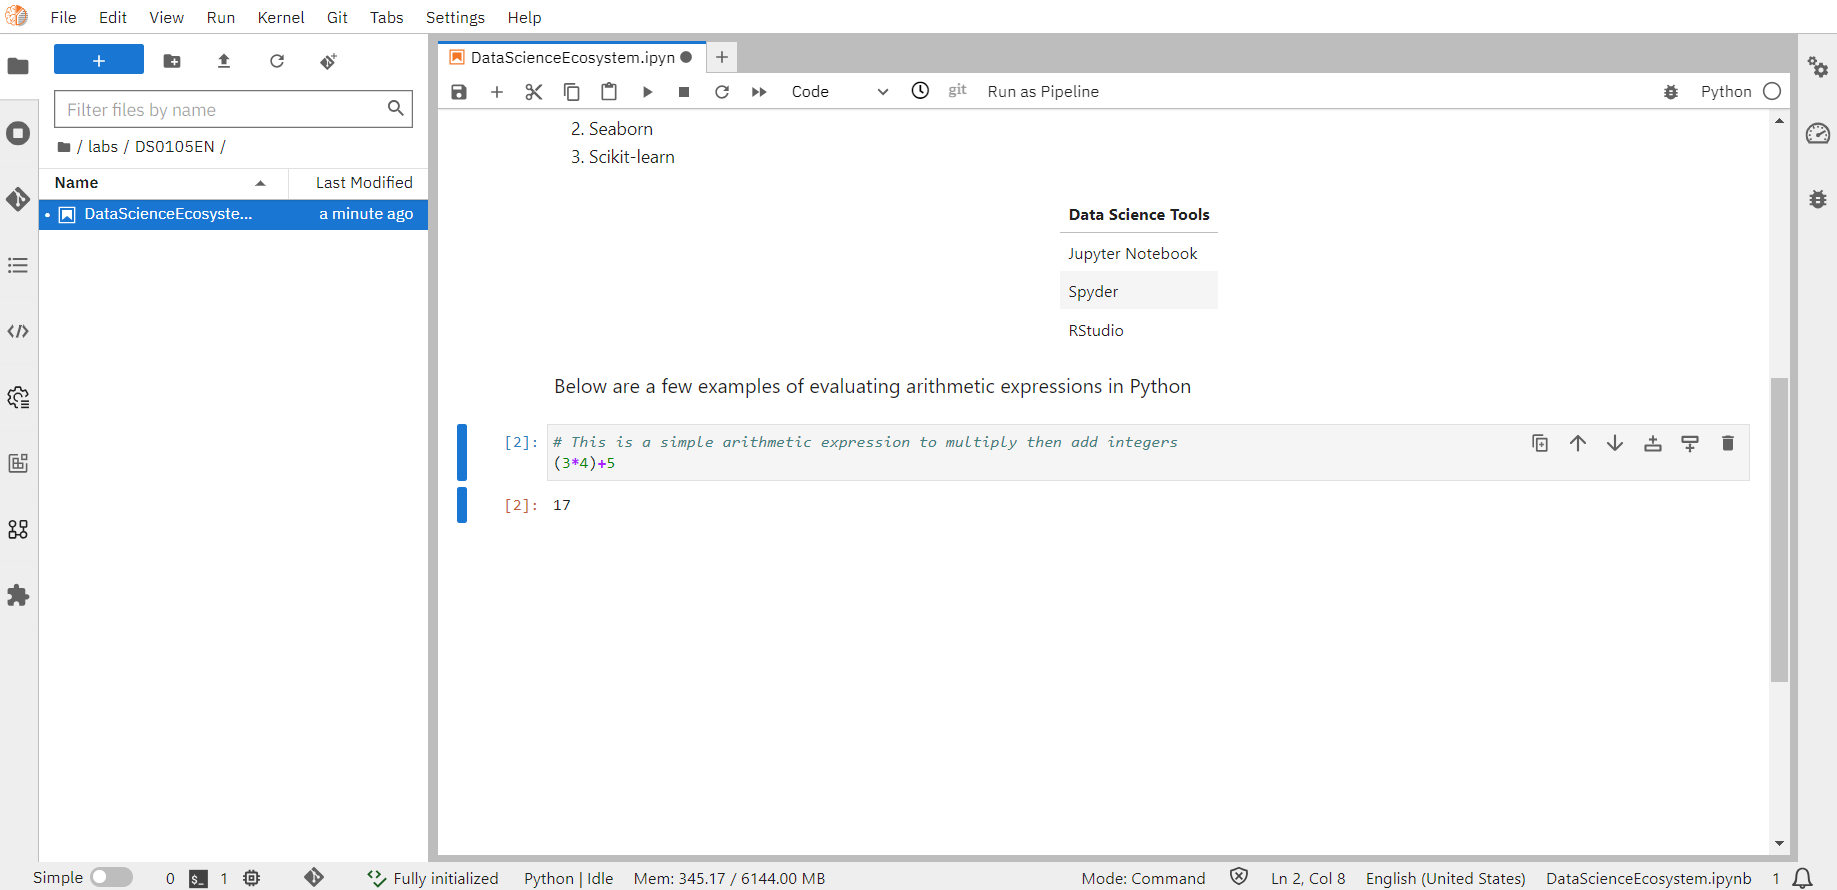 File Edit View Run Kernel Git Tabs Settings Help
+
Filter files by name
/ labs / DS0105EN /
Name Last Modified
DataScienceEcosyste... a minute ago
DataScienceEcosystem.ipyn
Code git Run as Pipeline Python
2. Seaborn
3. Scikit-learn
Data Science Tools
Jupyter Notebook
Spyder
RStudio
Below are a few examples of evaluating arithmetic expressions in Python
[2]: # This is a simple arithmetic expression to multiply then add integers
(3*4)+5
[2]: 17
Simple 0 $_ 1 Fully initialized Python | Idle Mem: 345.17 / 6144.00 MB Mode: Command Ln 2, Col 8 English (United States) DataScienceEcosystem.ipynb 1